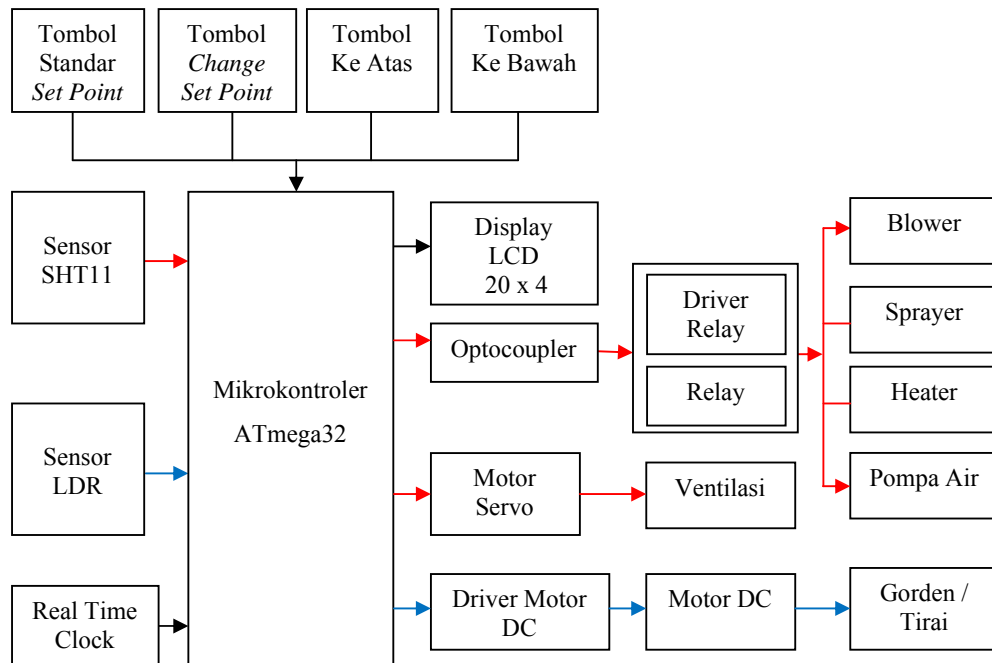 Tombol
Standar
Set Point
Tombol
Change
Set Point
Tombol
Ke Atas
Tombol
Ke Bawah
Sensor
SHT11
Sensor
LDR
Real Time
Clock
Mikrokontroler
ATmega32
Display
LCD
20 x 4
Optocoupler
Driver
Relay
Relay
Blower
Sprayer
Heater
Pompa Air
Motor
Servo
Ventilasi
Driver Motor
DC
Motor DC
Gorden /
Tirai